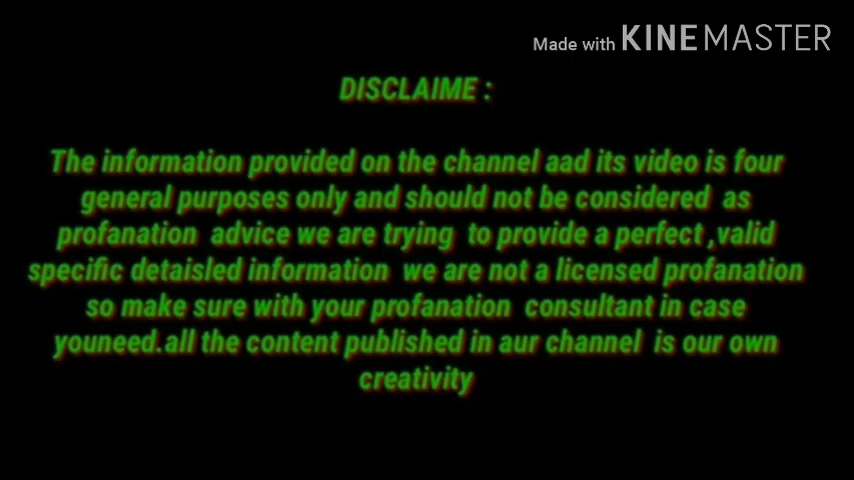 Made with KINEMASTER
DISCLAIME :
The information provided on the channel aad its video is four
general purposes only and should not be considered as
profanation advice we are trying to provide a perfect ,valid
specific detaisled information we are not a licensed profanation
so make sure with your profanation consultant in case
youneed.all the content published in aur channel is our own
creativity